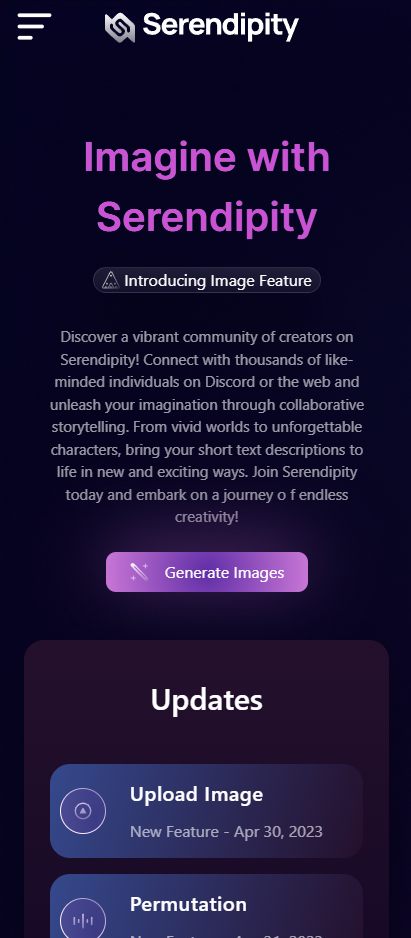 Serendipity
Imagine with
Serendipity
Introducing Image Feature
Discover a vibrant community of creators on
Serendipity! Connect with thousands of like-
minded individuals on Discord or the web and
unleash your imagination through collaborative
storytelling. From vivid worlds to unforgettable
characters, bring your short text descriptions to
life in new and exciting ways. Join Serendipity
today and embark on a journey o f endless
creativity!
Generate Images
Updates
Upload Image
New Feature - Apr 30, 2023
Permutation